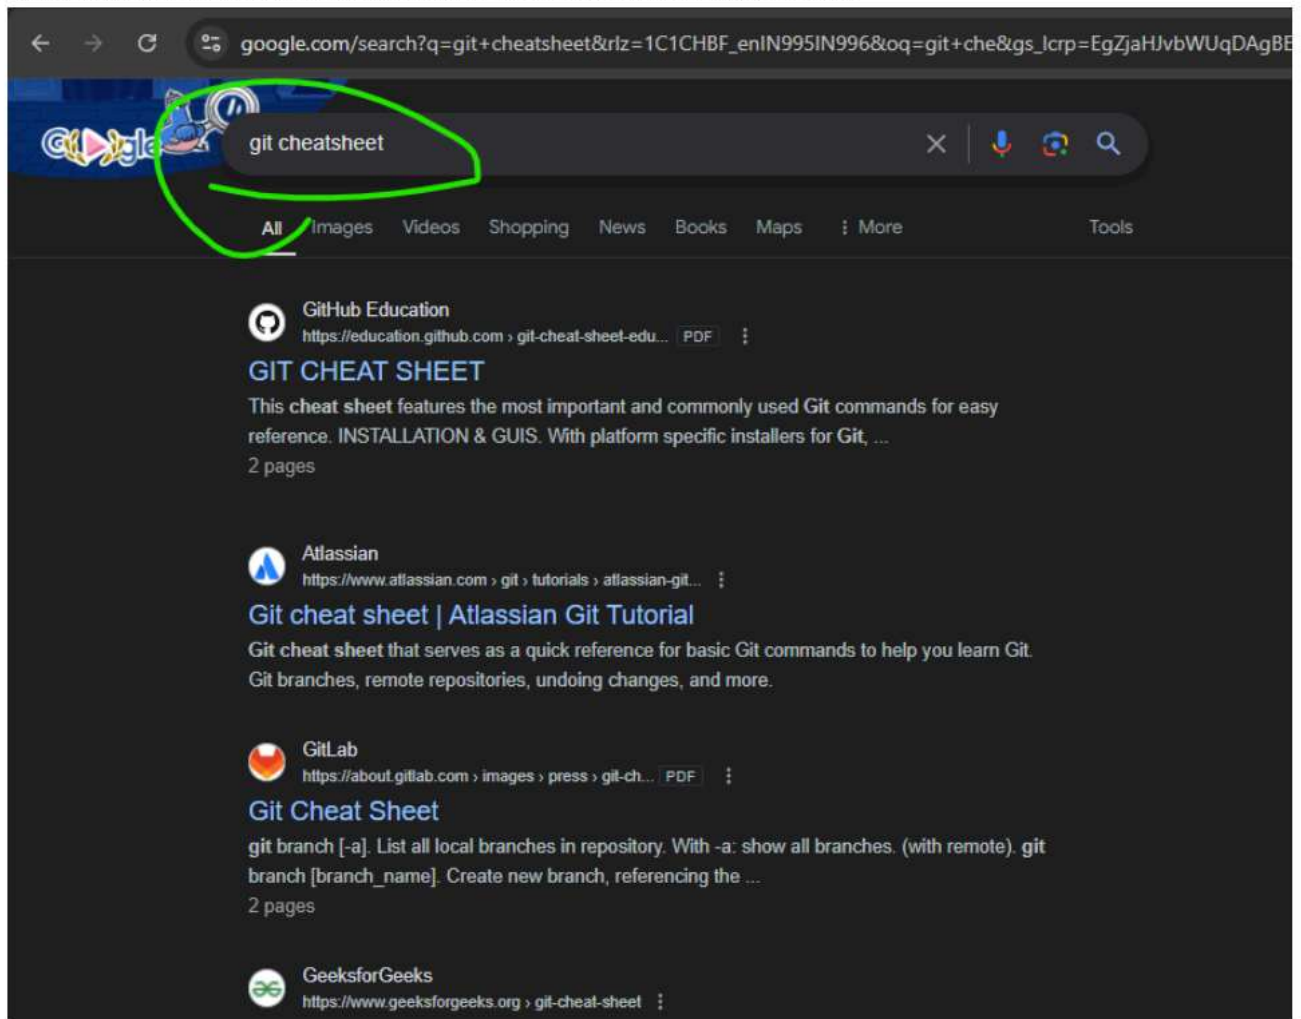 google.com/search?q=git+cheatsheet&rlz=1C1CHBF_enIN995IN996&oq=git+che&gs_lcrp=EgZjaHJvbWUqDAgBE
Google
git cheatsheet
All Images Videos Shopping News Books Maps More Tools
GitHub Education
https://education.github.com › git-cheat-sheet-edu... PDF
GIT CHEAT SHEET
This cheat sheet features the most important and commonly used Git commands for easy
reference. INSTALLATION & GUIS. With platform specific installers for Git, ...
2 pages
Atlassian
https://www.atlassian.com › git › tutorials › atlassian-git...
Git cheat sheet | Atlassian Git Tutorial
Git cheat sheet that serves as a quick reference for basic Git commands to help you learn Git.
Git branches, remote repositories, undoing changes, and more.
GitLab
https://about.gitlab.com › images › press › git-ch... PDF
Git Cheat Sheet
git branch [-a]. List all local branches in repository. With -a: show all branches. (with remote). git
branch [branch_name]. Create new branch, referencing the ...
2 pages
GeeksforGeeks
https://www.geeksforgeeks.org › git-cheat-sheet